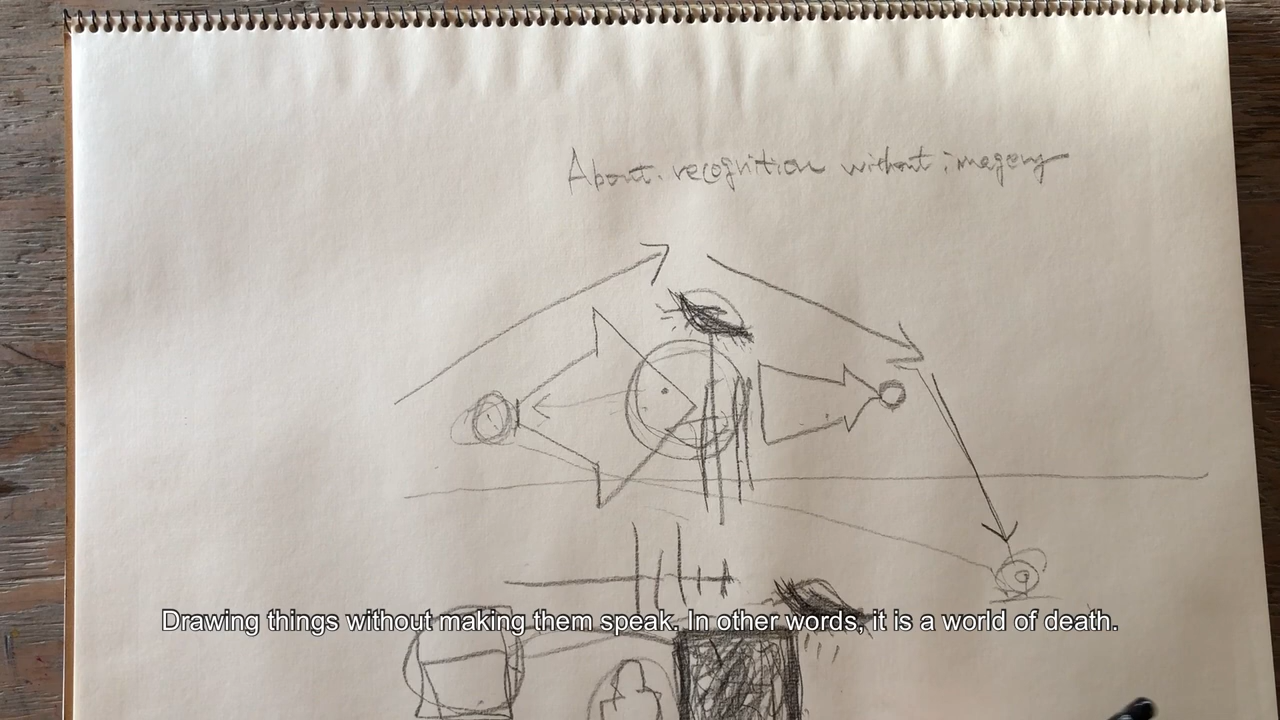 About recognition without imagery
Drawing things without making them speak. In other words, it is a world of death.